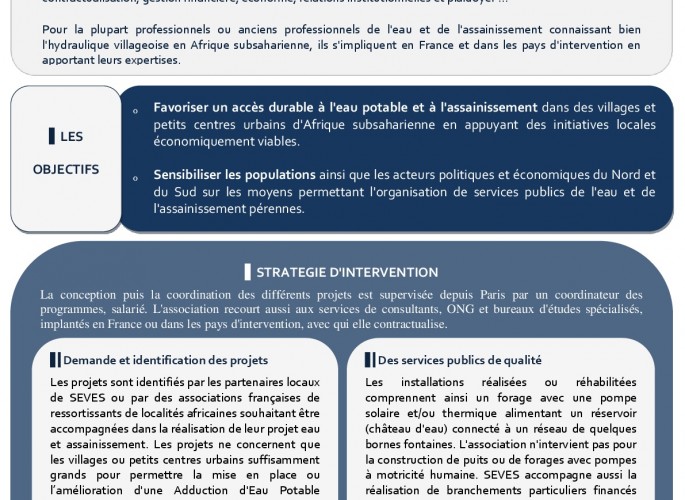 contractualisation, gestion financière, économie, relations institutionnelles et plaidoyer ...
Pour la plupart professionnels ou anciens professionnels de l'eau et de l'assainissement connaissant bien
l'hydraulique villageoise en Afrique subsaharienne, ils s'impliquent en France et dans les pays d'intervention en
apportant leurs expertises.
LES
OBJECTIFS
Favoriser un accès durable à l'eau potable et à l'assainissement dans des villages et
petits centres urbains d'Afrique subsaharienne en appuyant des initiatives locales
économiquement viables.
Sensibiliser les populations ainsi que les acteurs politiques et économiques du Nord et
du Sud sur les moyens permettant l'organisation de services publics de l'eau et de
l'assainissement pérennes.
STRATEGIE D'INTERVENTION
La conception puis la coordination des différents projets est supervisée depuis Paris par un coordinateur des
programmes, salarié. L'association recourt aussi aux services de consultants, ONG et bureaux d'études spécialisés,
implantés en France ou dans les pays d'intervention, avec qui elle contractualise.
Demande et identification des projets
Les projets sont identifiés par les partenaires locaux
de SEVES ou par des associations françaises de
ressortissants de localités africaines souhaitant être
accompagnées dans la réalisation de leur projet eau
et assainissement. Les projets ne concernent que
les villages ou petits centres urbains suffisamment
grands pour permettre la mise en place ou
l'amélioration d'une Adduction d'Eau Potable
Des services publics de qualité
Les installations réalisées ou réhabilitées
comprennent ainsi un forage avec une pompe
solaire et/ou thermique alimentant un réservoir
(château d'eau) connecté à un réseau de quelques
bornes fontaines. L'association n'intervient pas pour
la construction de puits ou de forages avec pompes
à motricité humaine. SEVES accompagne aussi la
réalisation de branchements particuliers financés